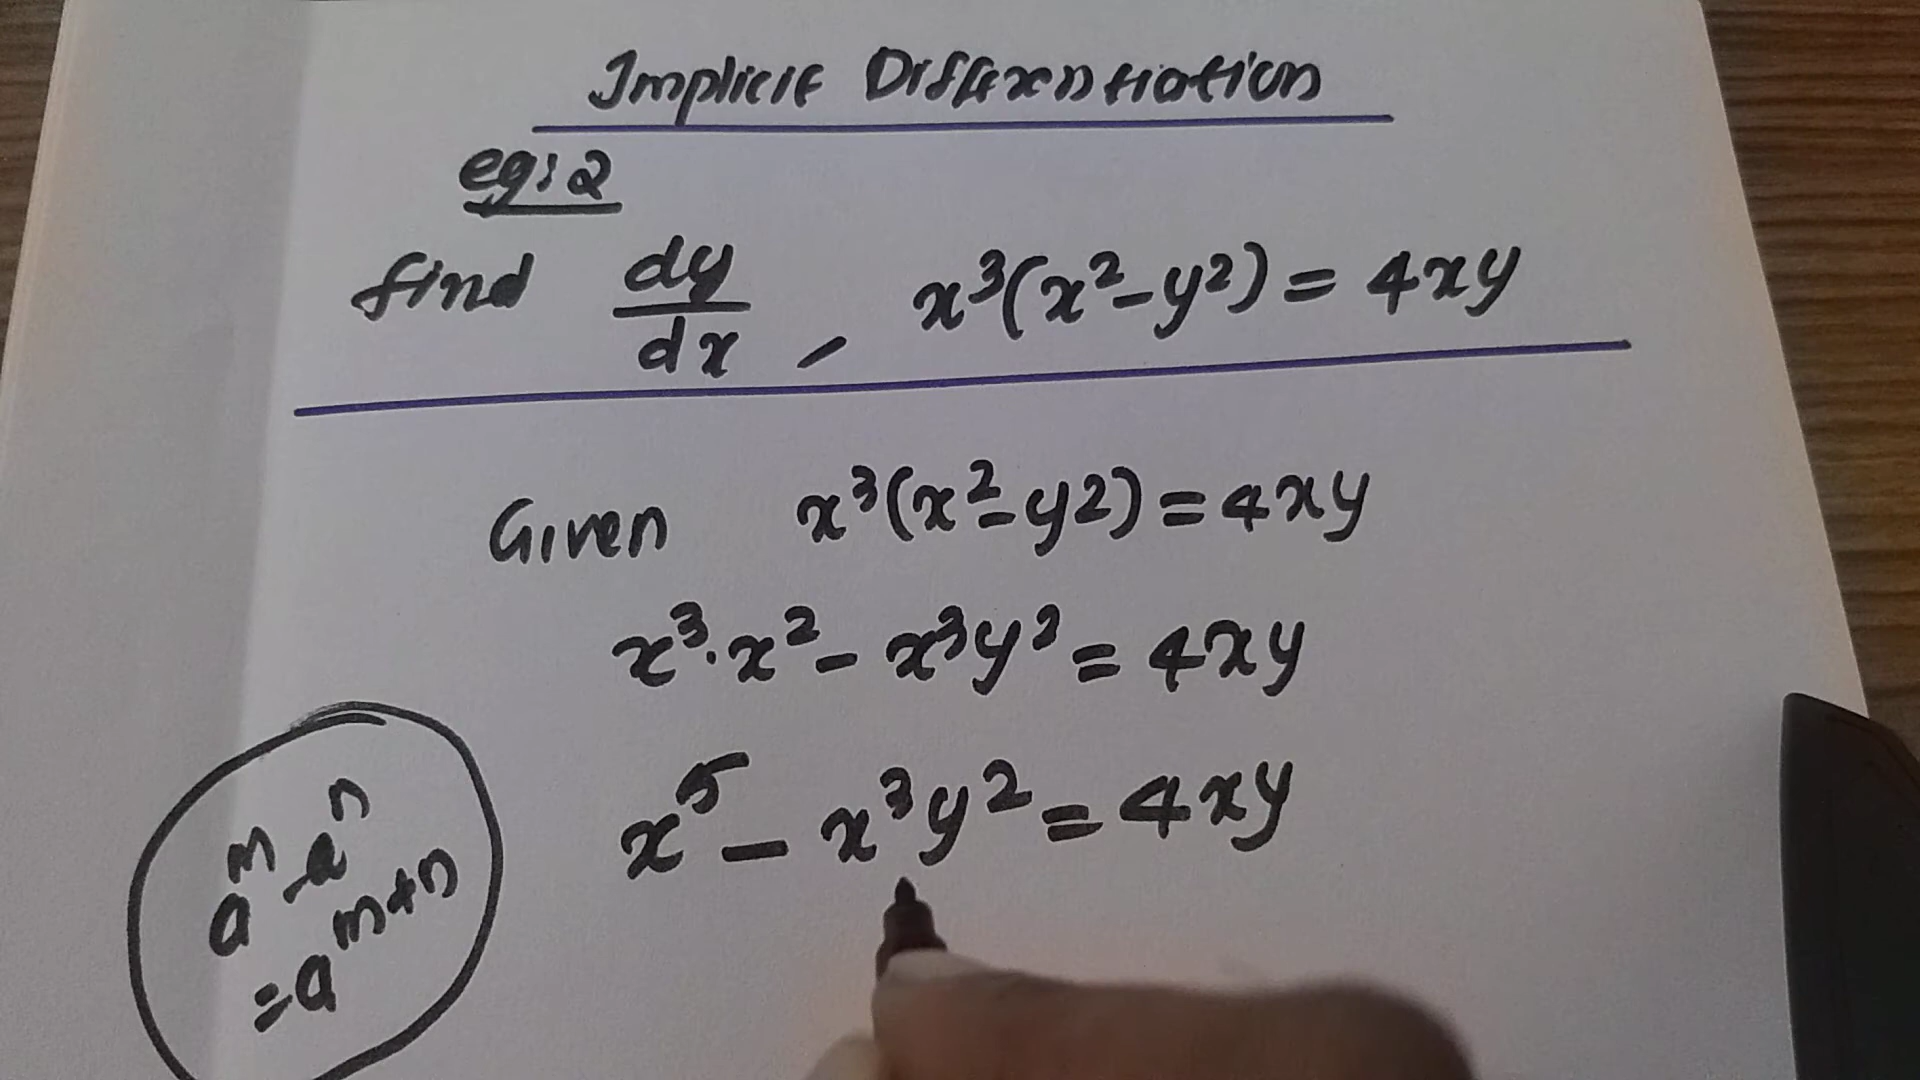 Implicit Differentiation
eg:2
find dy/dx, x³(x²-y²) = 4xy
Given x³(x²-y2) = 4xy
x³.x² - x³y² = 4xy
x⁵ - x³y² = 4xy
aᵐ.aⁿ
=aᵐ⁺ⁿ